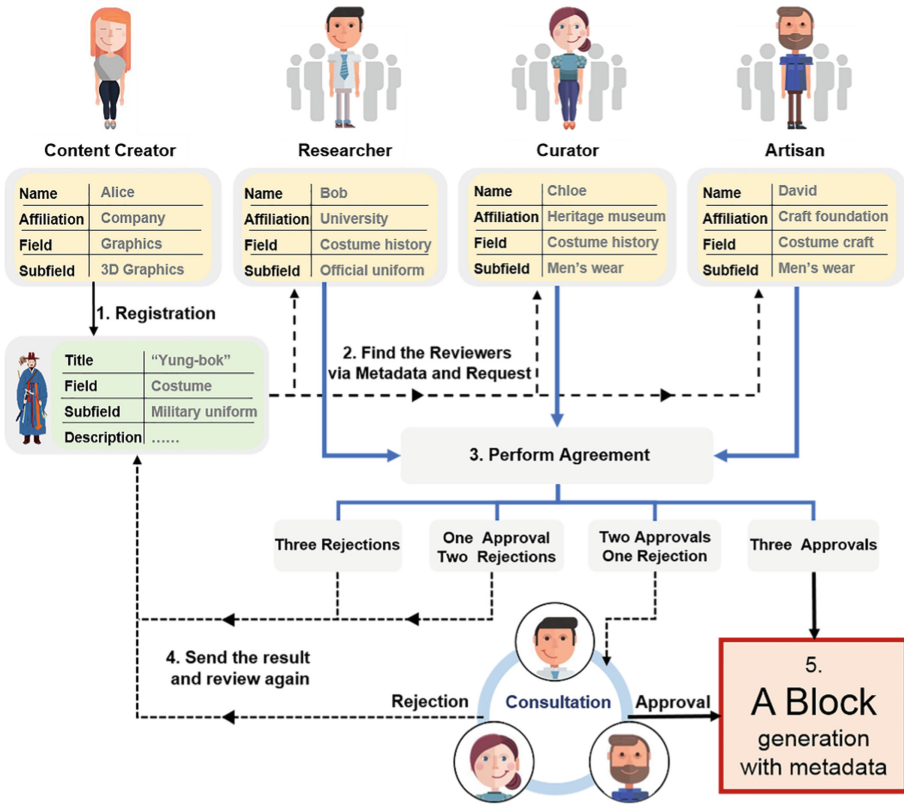 Content Creator
Name Alice
Affiliation Company
Field Graphics
Subfield 3D Graphics
Researcher
Name Bob
Affiliation University
Field Costume history
Subfield Official uniform
Curator
Name Chloe
Affiliation Heritage museum
Field Costume history
Subfield Men's wear
Artisan
Name David
Affiliation Craft foundation
Field Costume craft
Subfield Men's wear
1. Registration
Title “Yung-bok”
Field Costume
Subfield Military uniform
Description ......
2. Find the Reviewers
via Metadata and Request
3. Perform Agreement
Three Rejections
One Approval
Two Rejections
Two Approvals
One Rejection
Three Approvals
4. Send the result
and review again
Rejection
Consultation
Approval
5.
A Block
generation
with metadata